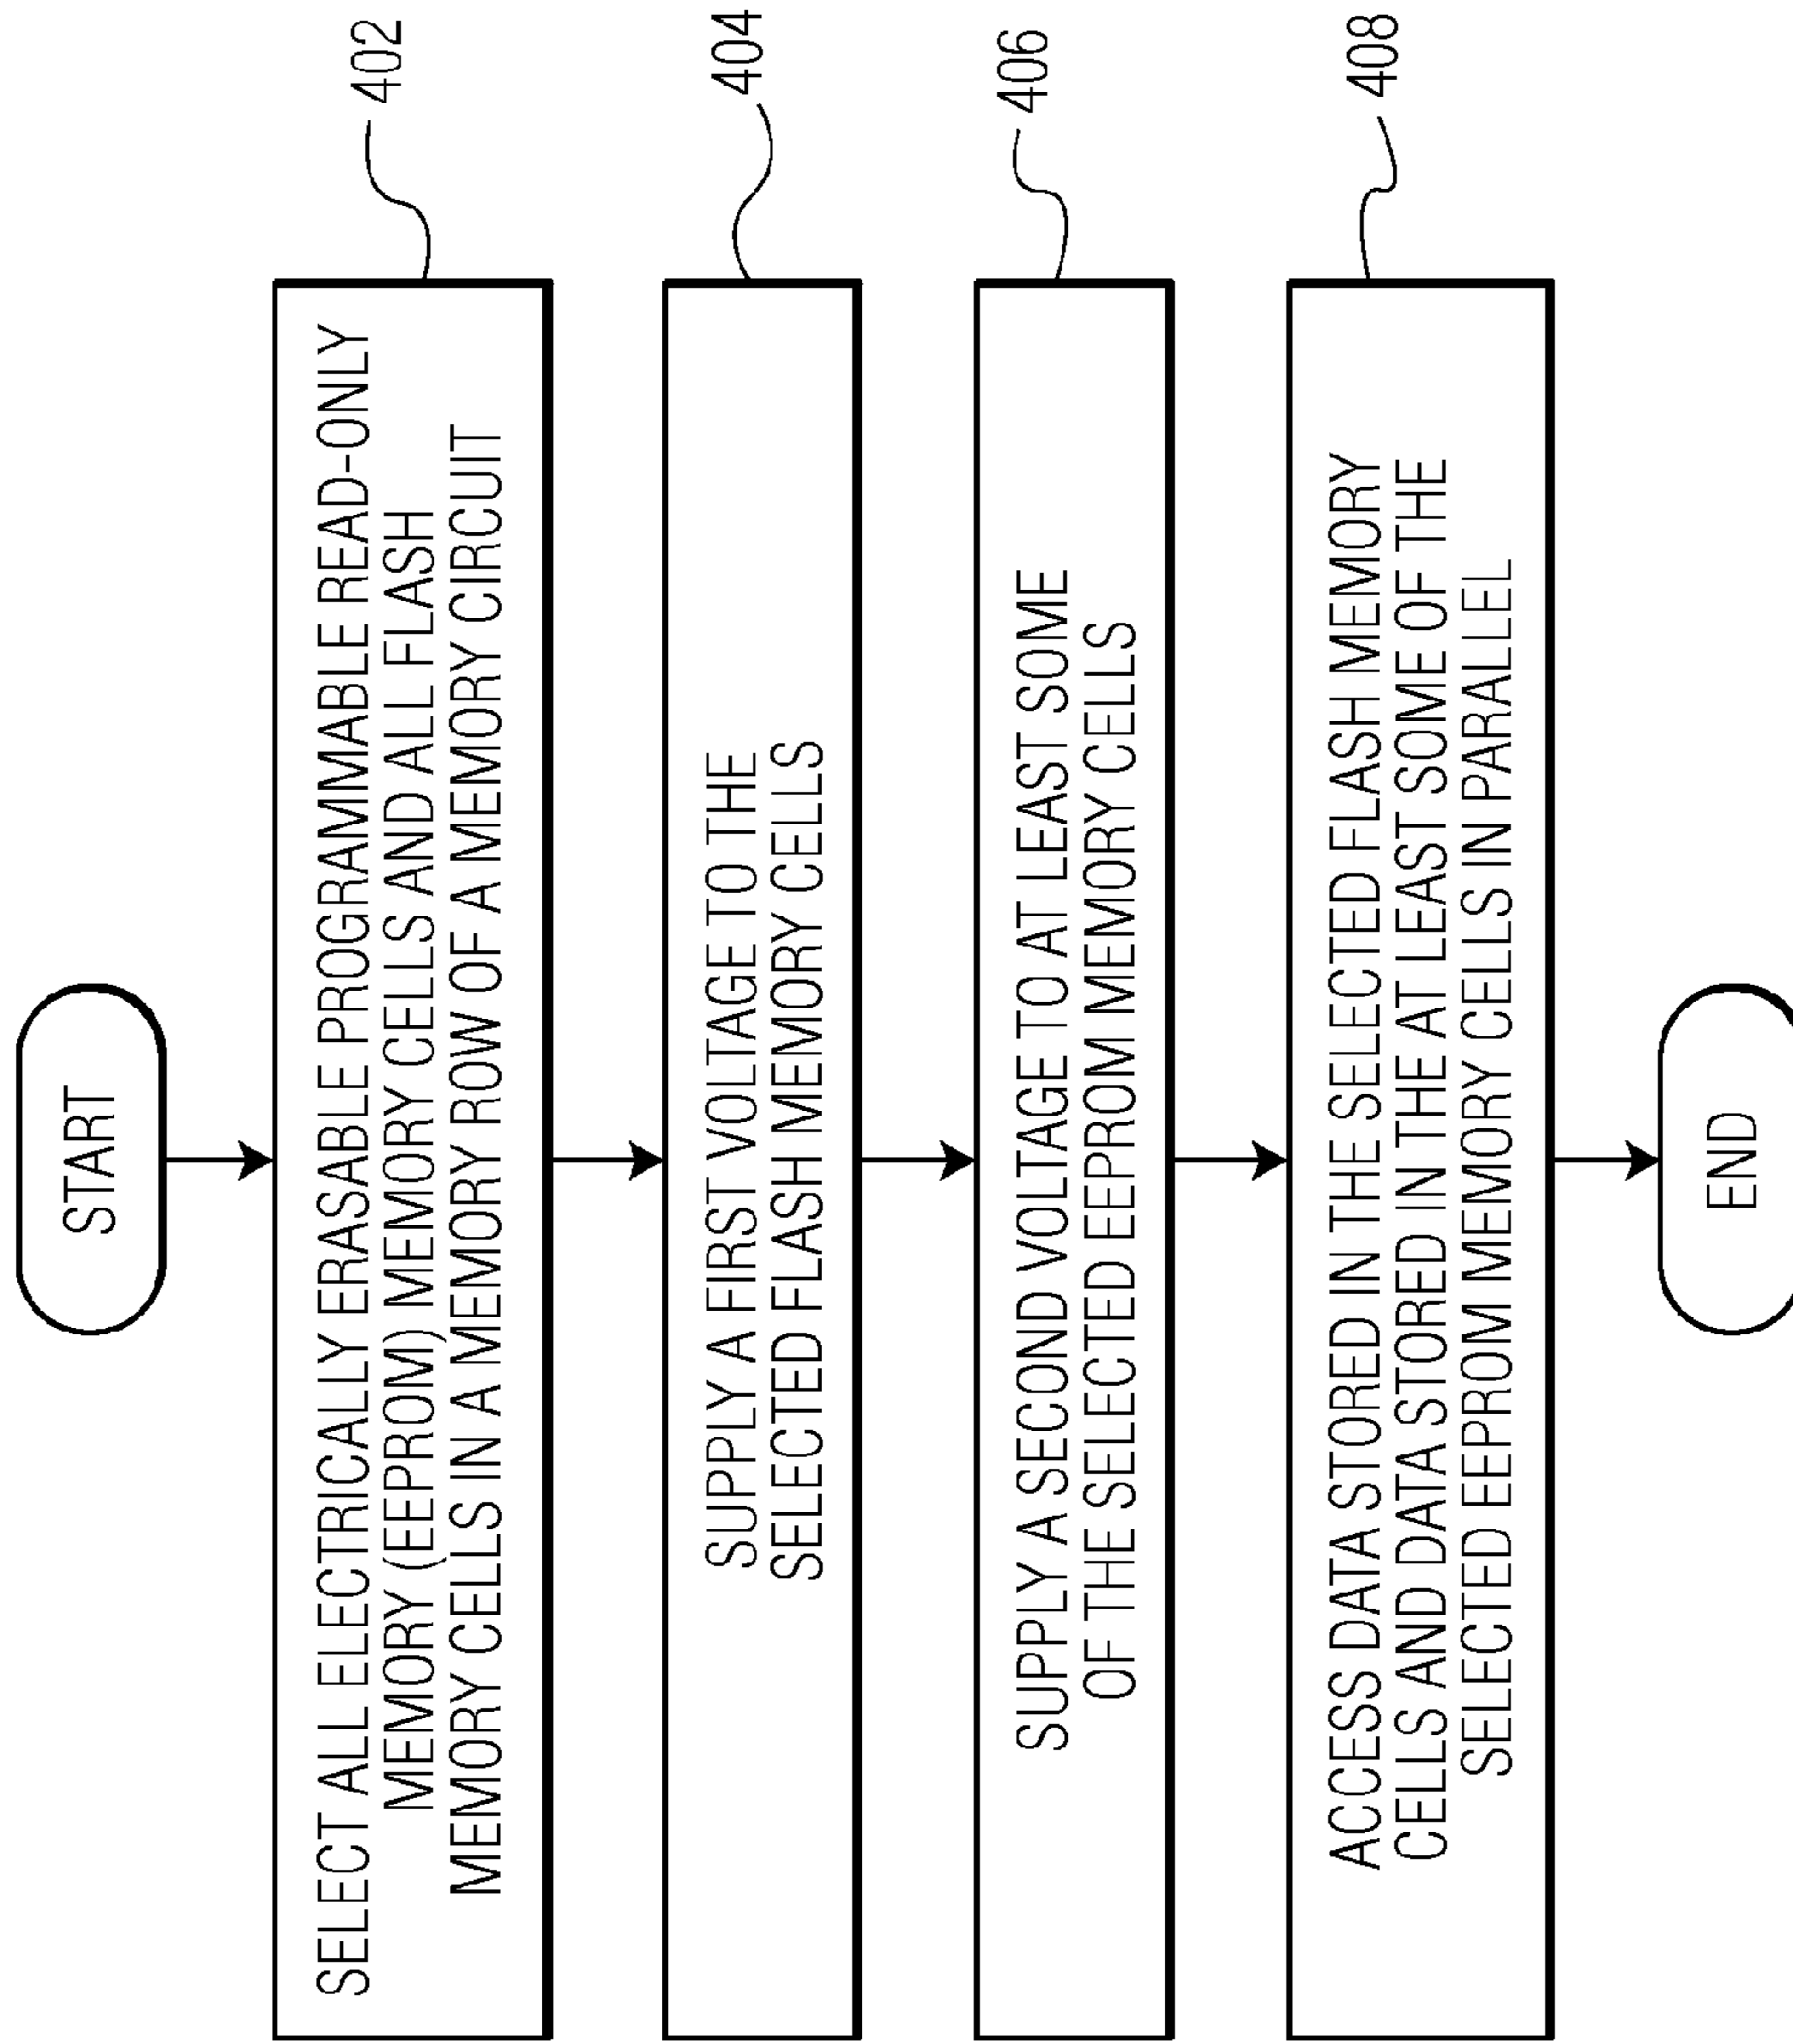 START
SELECT ALL ELECTRICALLY ERASABLE PROGRAMMABLE READ-ONLY
MEMORY (EEPROM) MEMORY CELLS AND ALL FLASH
MEMORY CELLS IN A MEMORY ROW OF A MEMORY CIRCUIT
402
SUPPLY A FIRST VOLTAGE TO THE
SELECTED FLASH MEMORY CELLS
404
SUPPLY A SECOND VOLTAGE TO AT LEAST SOME
OF THE SELECTED EEPROM MEMORY CELLS
406
ACCESS DATA STORED IN THE SELECTED FLASH MEMORY
CELLS AND DATA STORED IN THE AT LEAST SOME OF THE
SELECTED EEPROM MEMORY CELLS IN PARALLEL
408
END